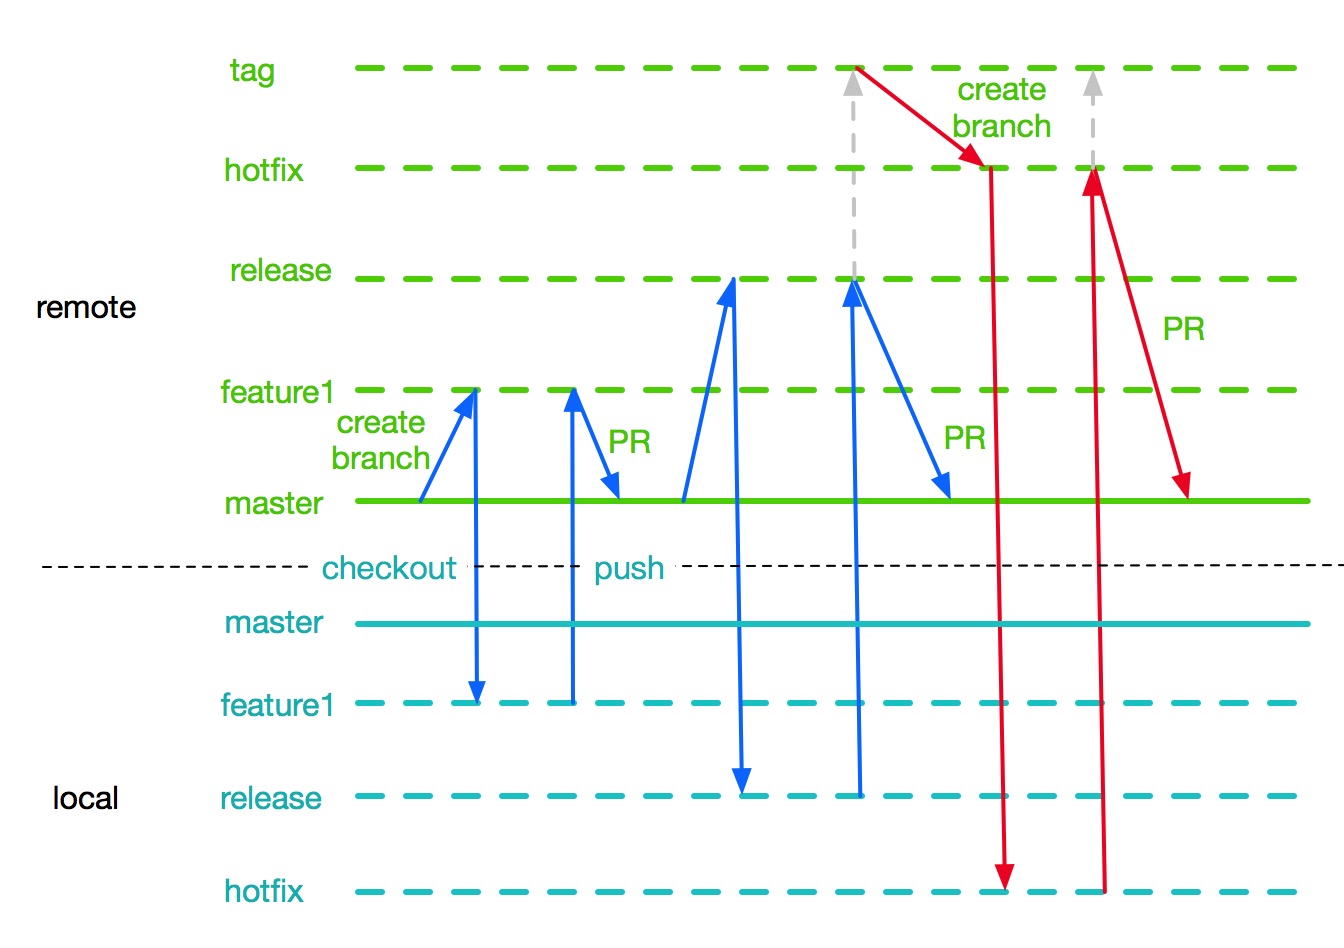 tag
create
branch
hotfix
release
remote
PR
feature1
create
branch
PR
PR
master
checkout
push
master
feature1
local
release
hotfix